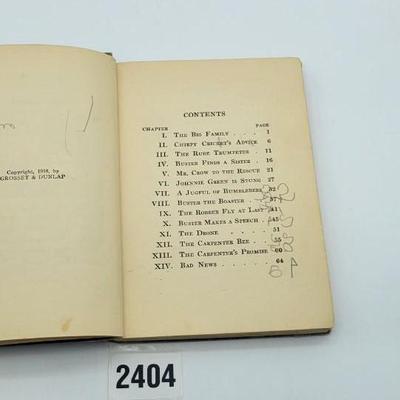 Copyright, 1918, by
GROSSET & DUNLAP
CONTENTS
CHAPTER PAGE
I. THE BIG FAMILY 1
II. CHIRPY CRICKET'S ADVICE 6
III. THE RUDE TRUMPETER 11
IV. BUSTER FINDS A SISTER 16
V. MR. CROW TO THE RESCUE 21
VI. JOHNNIE GREEN IS STUNG 27
VII. A JUGFUL OF BUMBLEBEES 32
VIII. BUSTER THE BOASTER 37
IX. THE ROBBER FLY AT LAST 41
X. BUSTER MAKES A SPEECH 45
XI. THE DRONE 51
XII. THE CARPENTER BEE 55
XIII. THE CARPENTER'S PROMISE 60
XIV. BAD NEWS 64
2404